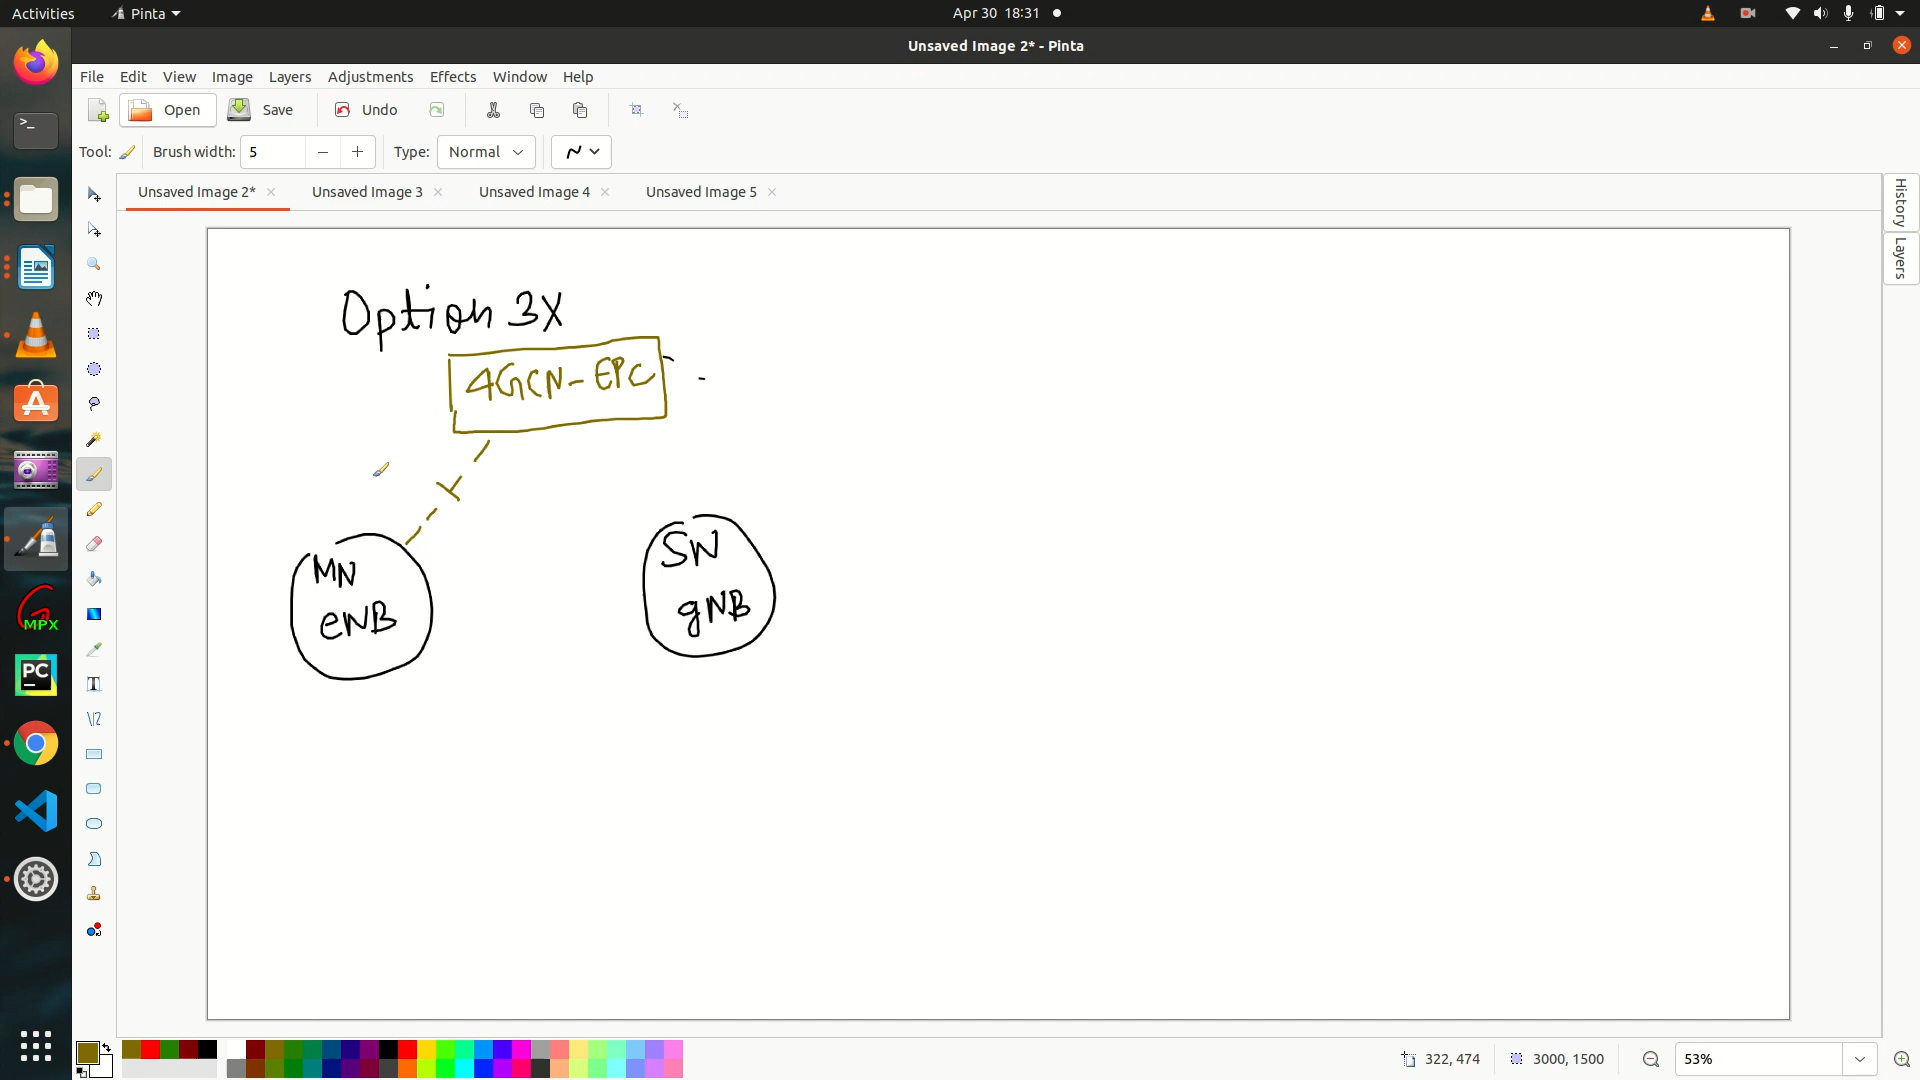 Activities Pinta Apr 30 18:31
Unsaved Image 2* - Pinta
File Edit View Image Layers Adjustments Effects Window Help
Open Save Undo
Tool: Brush width: 5 Type: Normal
Unsaved Image 2* Unsaved Image 3 Unsaved Image 4 Unsaved Image 5
History
Layers
Option 3X
4GCN-EPC
MN
eNB
SN
gNB
MPX
PC
322, 474 3000, 1500 53%